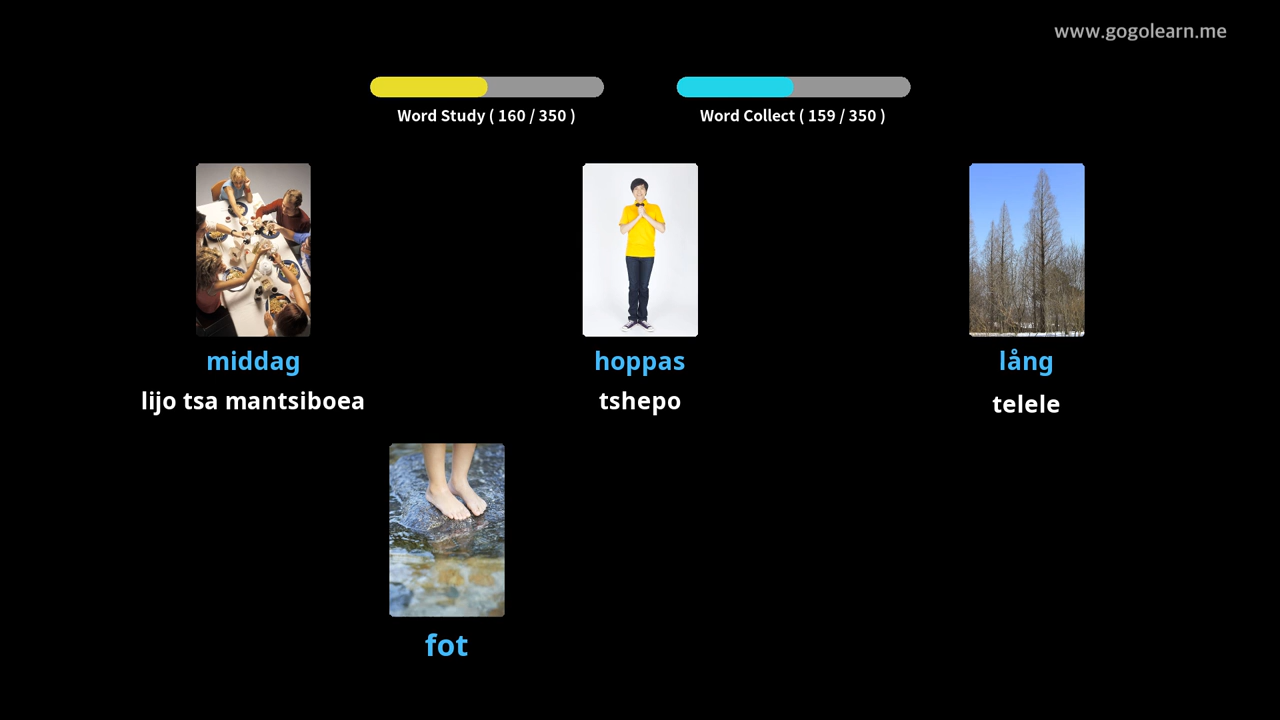 www.gogolearn.me
Word Study ( 160 / 350 )
Word Collect ( 159 / 350 )
middag
hoppas
lång
lijo tsa mantsiboea
tshepo
telele
fot